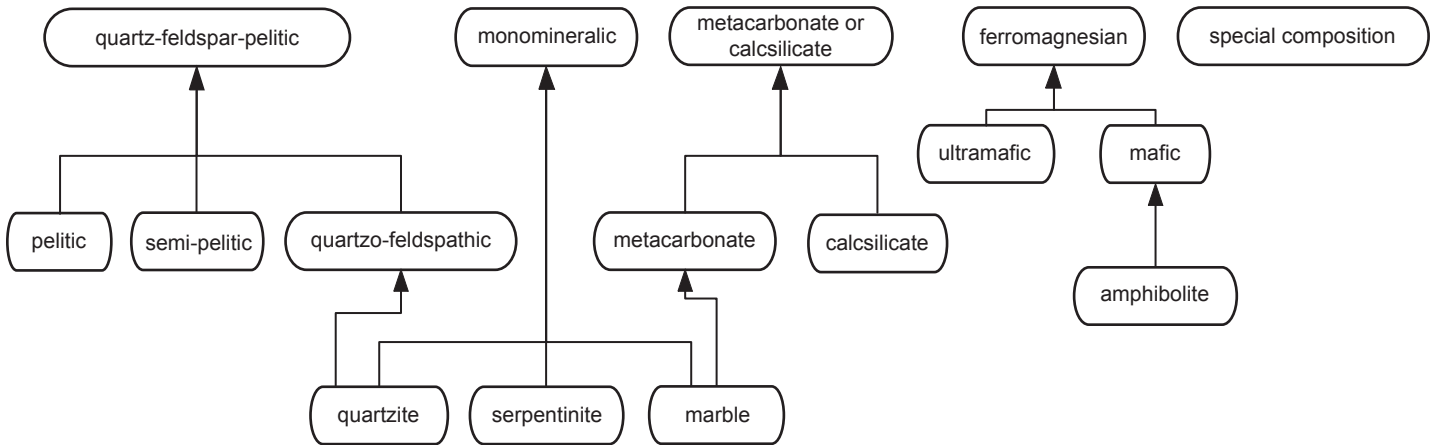 quartz-feldspar-pelitic
monomineralic
metacarbonate or
calcsilicate
ferromagnesian
special composition
ultramafic
mafic
pelitic
semi-pelitic
quartzo-feldspathic
metacarbonate
calcsilicate
amphibolite
quartzite
serpentinite
marble